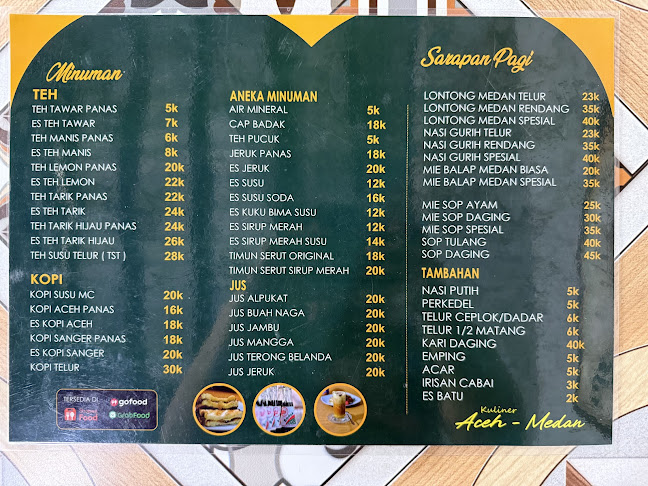 Minuman
TEH
TEH TAWAR PANAS 5k
ES TEH TAWAR 7k
TEH MANIS PANAS 6k
ES TEH MANIS 8k
TEH LEMON PANAS 20k
ES TEH LEMON 22k
TEH TARIK PANAS 22k
ES TEH TARIK 24k
TEH TARIK HIJAU PANAS 24k
ES TEH TARIK HIJAU 26k
TEH SUSU TELUR ( TST ) 28k
KOPI
KOPI SUSU MC 20k
KOPI ACEH PANAS 16k
ES KOPI ACEH 18k
KOPI SANGER PANAS 18k
ES KOPI SANGER 20k
KOPI TELUR 30k
TERSEDIA DI
gofood
Food
GrabFood
ANEKA MINUMAN
AIR MINERAL 5k
CAP BADAK 18k
TEH PUCUK 5k
JERUK PANAS 18k
ES JERUK 20k
ES SUSU 12k
ES SUSU SODA 16k
ES KUKU BIMA SUSU 12k
ES SIRUP MERAH 12k
ES SIRUP MERAH SUSU 14k
TIMUN SERUT ORIGINAL 18k
TIMUN SERUT SIRUP MERAH 20k
JUS
JUS ALPUKAT 20k
JUS BUAH NAGA 20k
JUS JAMBU 20k
JUS MANGGA 20k
JUS TERONG BELANDA 20k
JUS JERUK 20k
Sarapan Pagi
LONTONG MEDAN TELUR 23k
LONTONG MEDAN RENDANG 35k
LONTONG MEDAN SPESIAL 40k
NASI GURIH TELUR 23k
NASI GURIH RENDANG 35k
NASI GURIH SPESIAL 40k
MIE BALAP MEDAN BIASA 20k
MIE BALAP MEDAN SPESIAL 35k
MIE SOP AYAM 25k
MIE SOP DAGING 30k
MIE SOP SPESIAL 35k
SOP TULANG 40k
SOP DAGING 45k
TAMBAHAN
NASI PUTIH 5k
PERKEDEL 5k
TELUR CEPLOK/DADAR 6k
TELUR 1/2 MATANG 6k
KARI DAGING 40k
EMPING 5k
ACAR 5k
IRISAN CABAI 3k
ES BATU 2k
Kuliner
Aceh - Medan